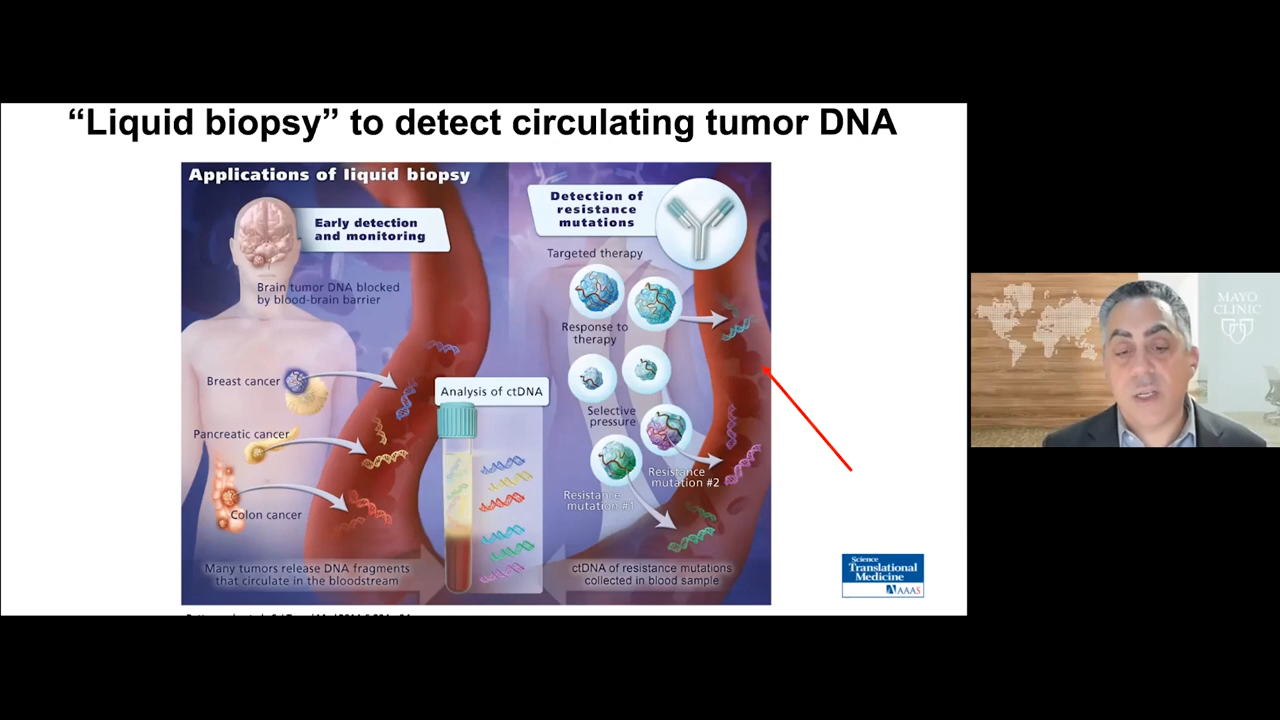 “Liquid biopsy” to detect circulating tumor DNA
Applications of liquid biopsy
Early detection
and monitoring
Brain tumor DNA blocked
by blood-brain barrier
Breast cancer
Pancreatic cancer
Colon cancer
Many tumors release DNA fragments
that circulate in the bloodstream
Analysis of ctDNA
Detection of
resistance
mutations
Targeted therapy
Response to
therapy
Selective
pressure
Resistance
mutation #2
Resistance
mutation #1
ctDNA of resistance mutations
collected in blood sample
Science
Translational
Medicine
AAAS
MAYO
CLINIC